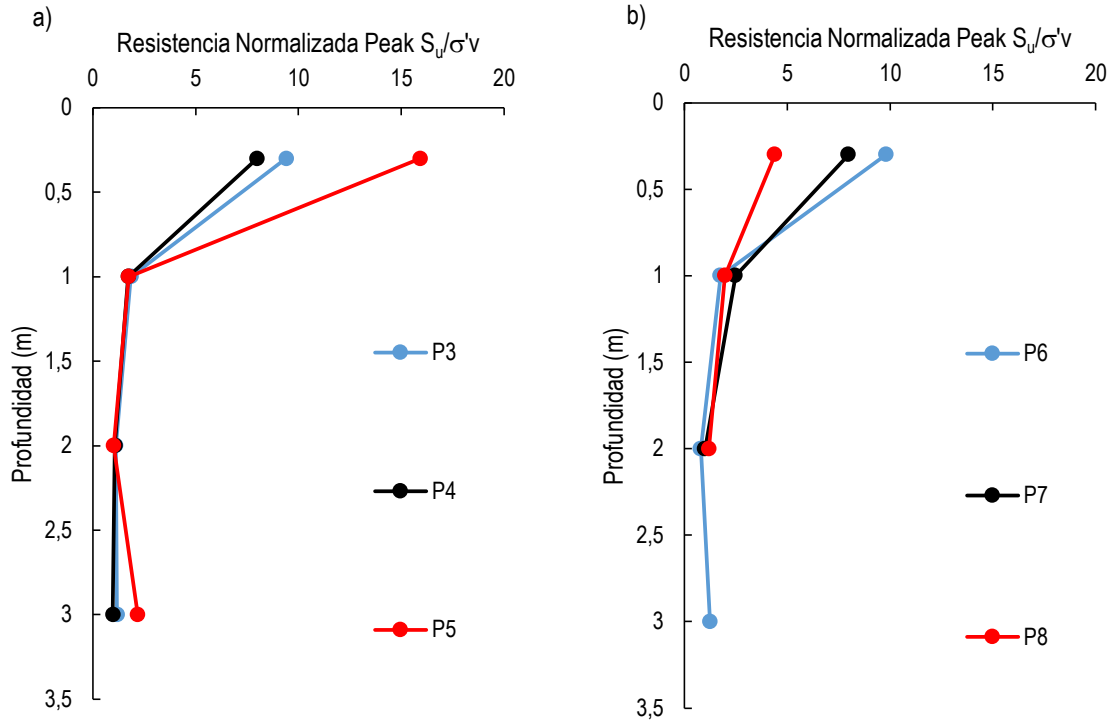 a)
Resistencia Normalizada Peak Su/σ'v
0 5 10 15 20
0
0,5
1
1,5
2
2,5
3
3,5
Profundidad (m)
P3
P4
P5
b)
Resistencia Normalizada Peak Su/σ'v
0 5 10 15 20
0
0,5
1
1,5
2
2,5
3
3,5
Profundidad (m)
P6
P7
P8